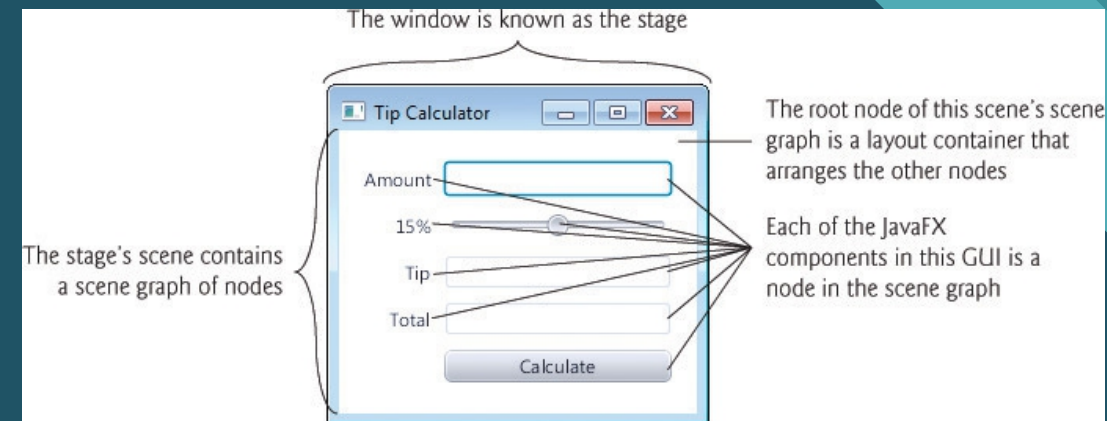 The window is known as the stage
Tip Calculator
The root node of this scene's scene
graph is a layout container that
arranges the other nodes
Amount
15%
Each of the JavaFX
components in this GUI is a
node in the scene graph
The stage's scene contains
a scene graph of nodes
Tip
Total
Calculate